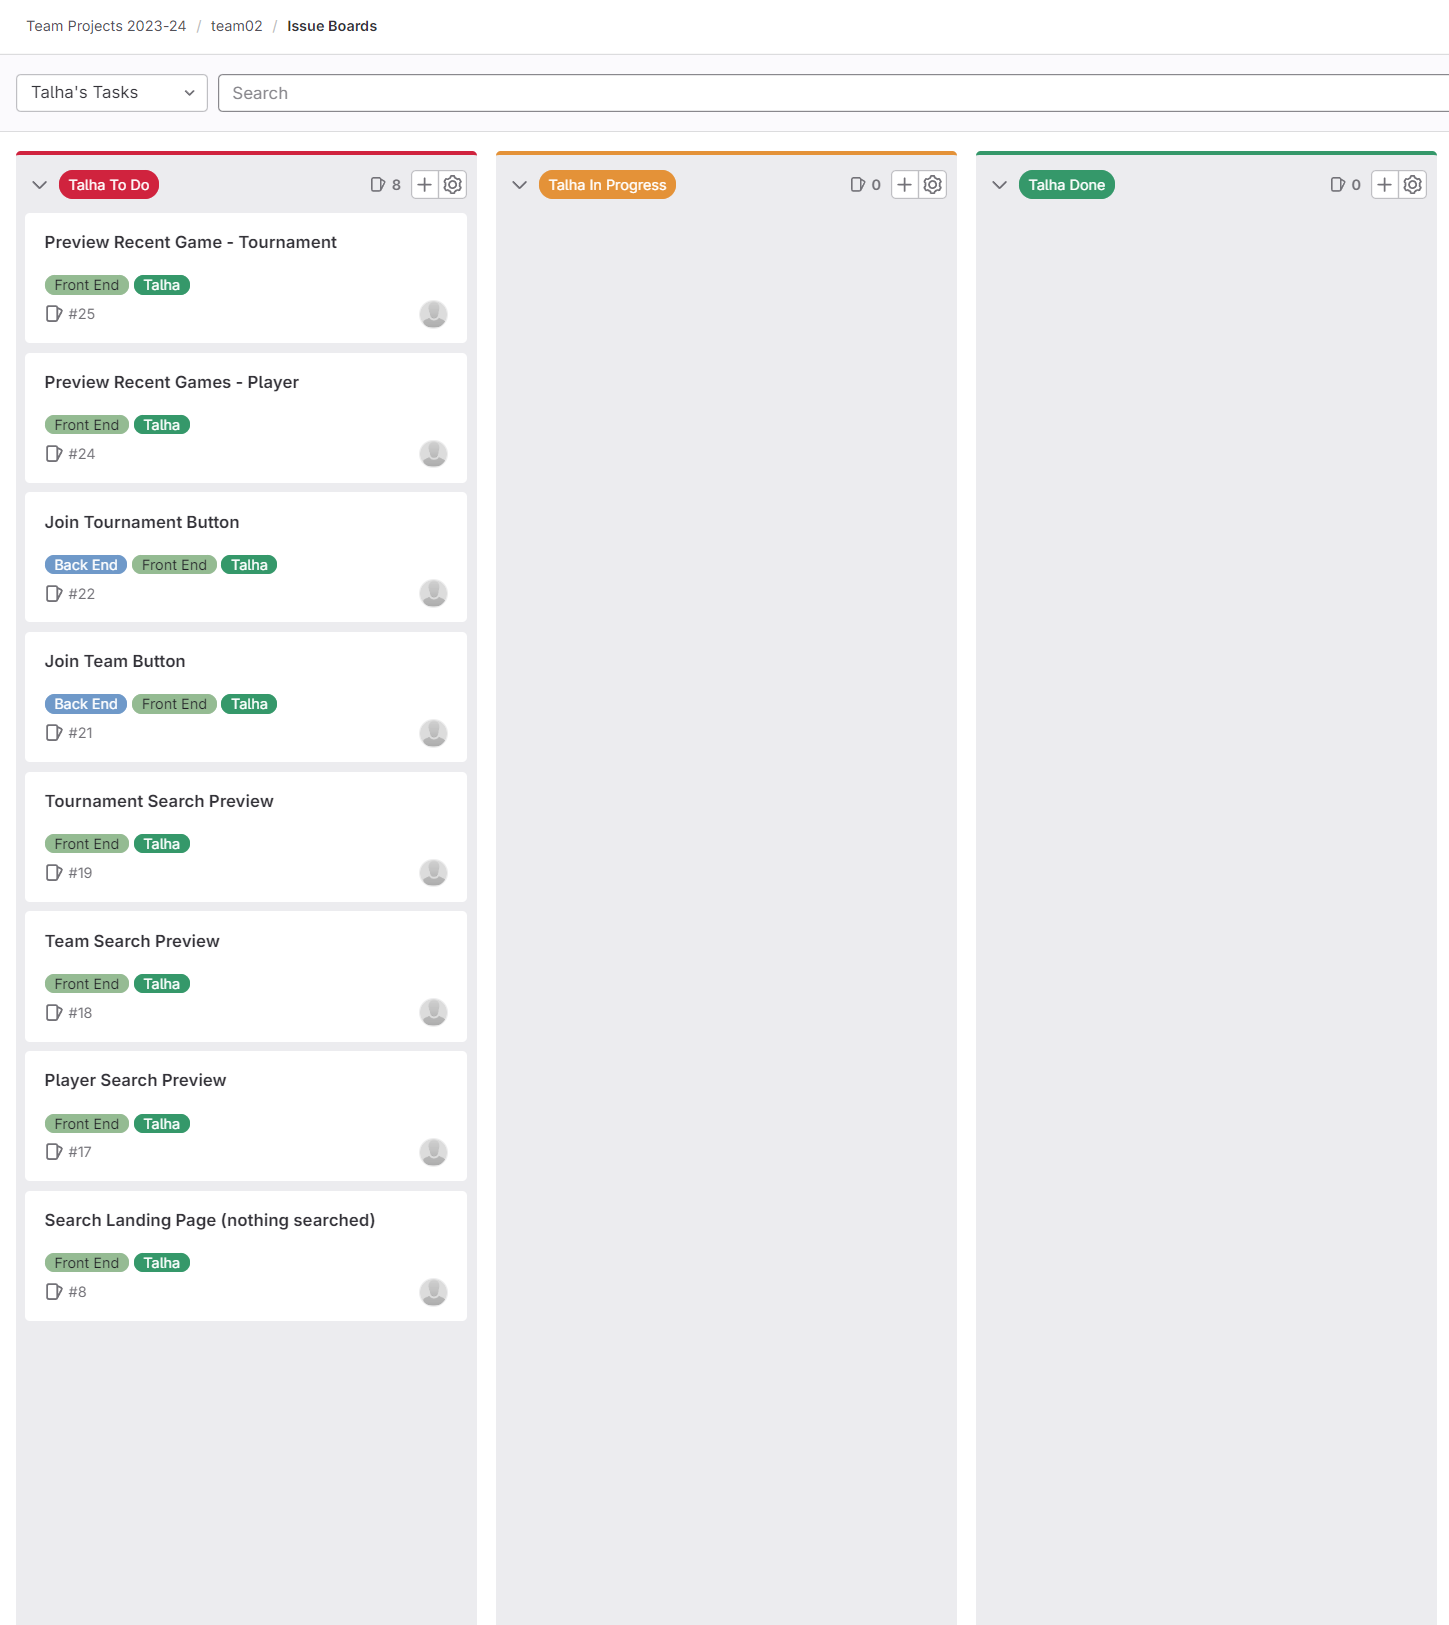 Team Projects 2023-24 / team02 / Issue Boards
Talha's Tasks
Search
Talha To Do 8
Preview Recent Game - Tournament
Front End Talha
#25
Preview Recent Games - Player
Front End Talha
#24
Join Tournament Button
Back End Front End Talha
#22
Join Team Button
Back End Front End Talha
#21
Tournament Search Preview
Front End Talha
#19
Team Search Preview
Front End Talha
#18
Player Search Preview
Front End Talha
#17
Search Landing Page (nothing searched)
Front End Talha
#8
Talha In Progress 0
Talha Done 0